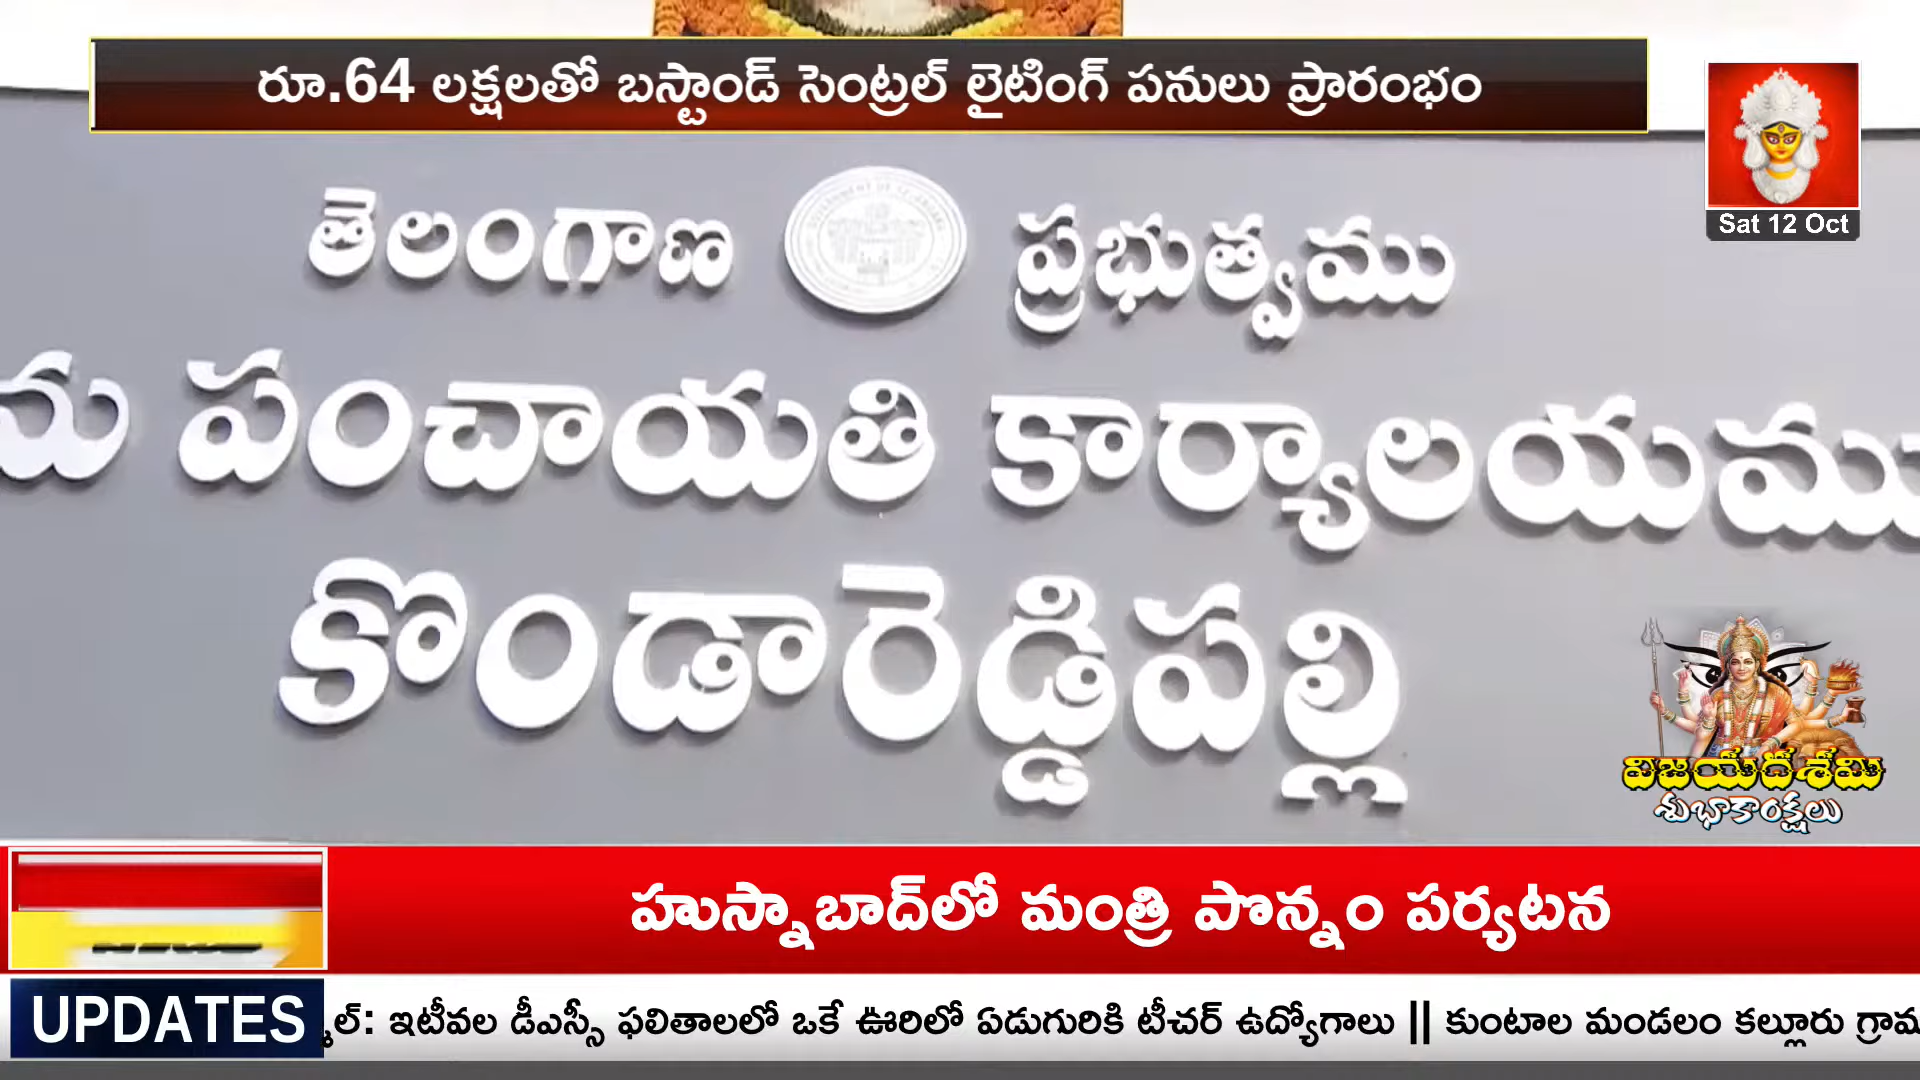 రూ.64 లక్షలతో బస్టాండ్ సెంట్రల్ లైటింగ్ పనులు ప్రారంభం
Sat 12 Oct
తెలంగాణ ప్రభుత్వము
పంచాయతి కార్యాలయము
కొండారెడ్డిపల్లి
విజయదశమి
శుభాకాంక్షలు
హుస్నాబాద్‌లో మంత్రి పొన్నం పర్యటన
UPDATES ఇటీవల డీఎస్సీ ఫలితాలలో ఒకే ఊరిలో ఏడుగురికి టీచర్ ఉద్యోగాలు || కుంటాల మండలం కల్లూరు గ్రామ